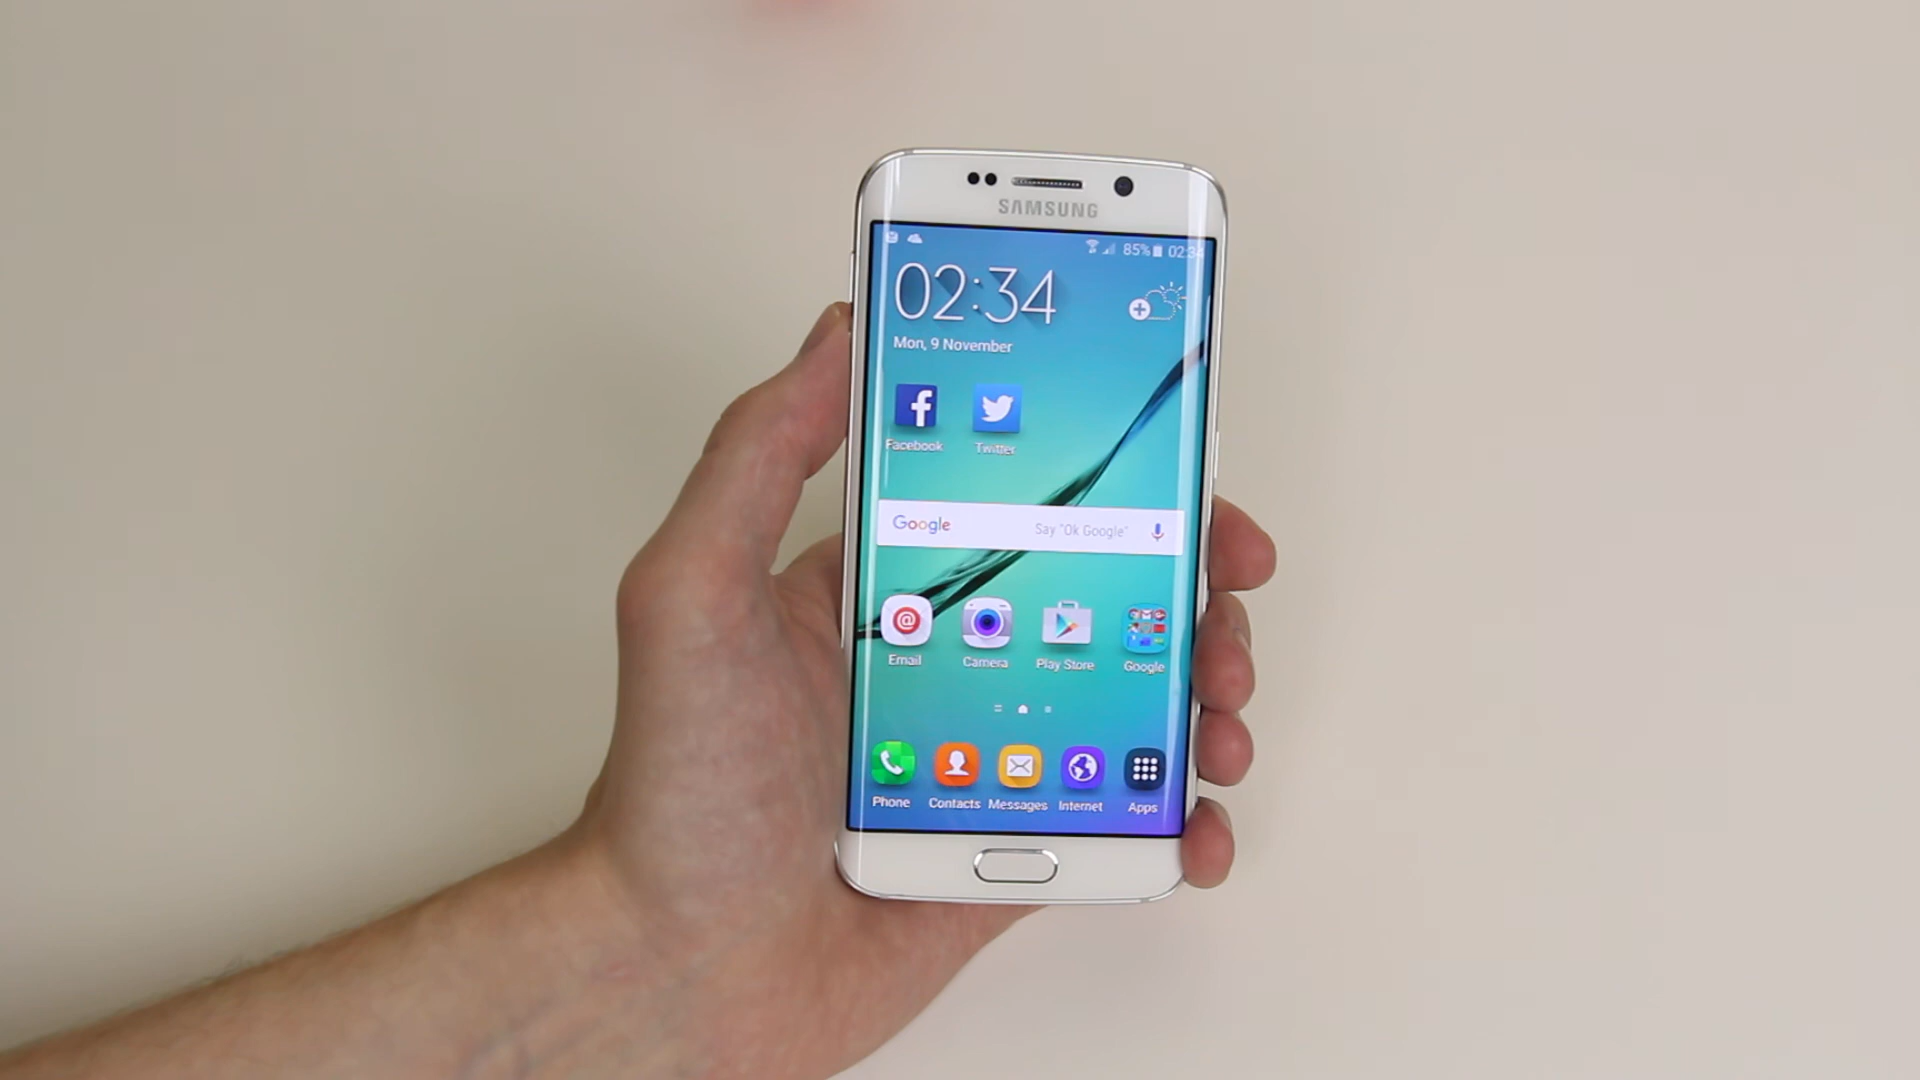 SAMSUNG
85% 02:34
02:34
Mon, 9 November
Facebook Twitter
Google Say "Ok Google"
Email Camera Play Store Google
Phone Contacts Messages Internet Apps